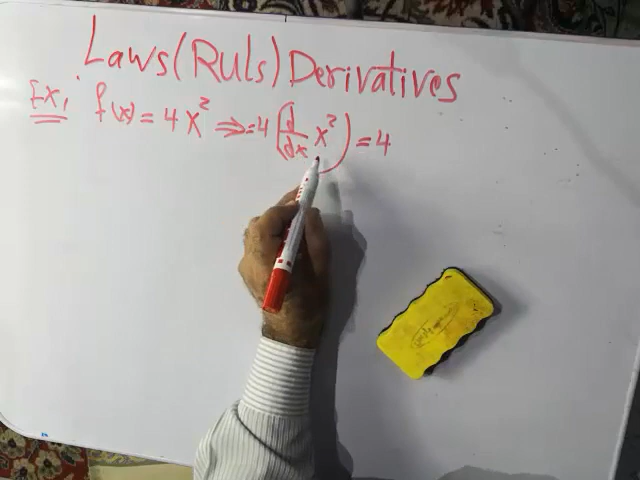 Laws (Ruls) Derivatives
Ex1 f(x) = 4x² ⇒ = 4 (d/dx x²) = 4